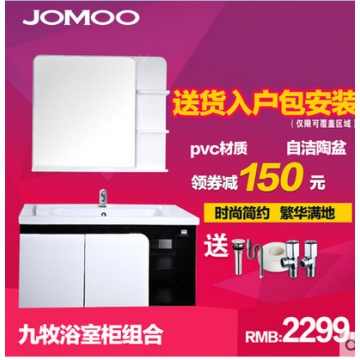 JOMOO
送货入户包安装
(仅限可覆盖区域)
pvc材质 自洁陶盆
领券减150元
时尚简约 繁华满地
送
九牧浴室柜组合
RMB:2299